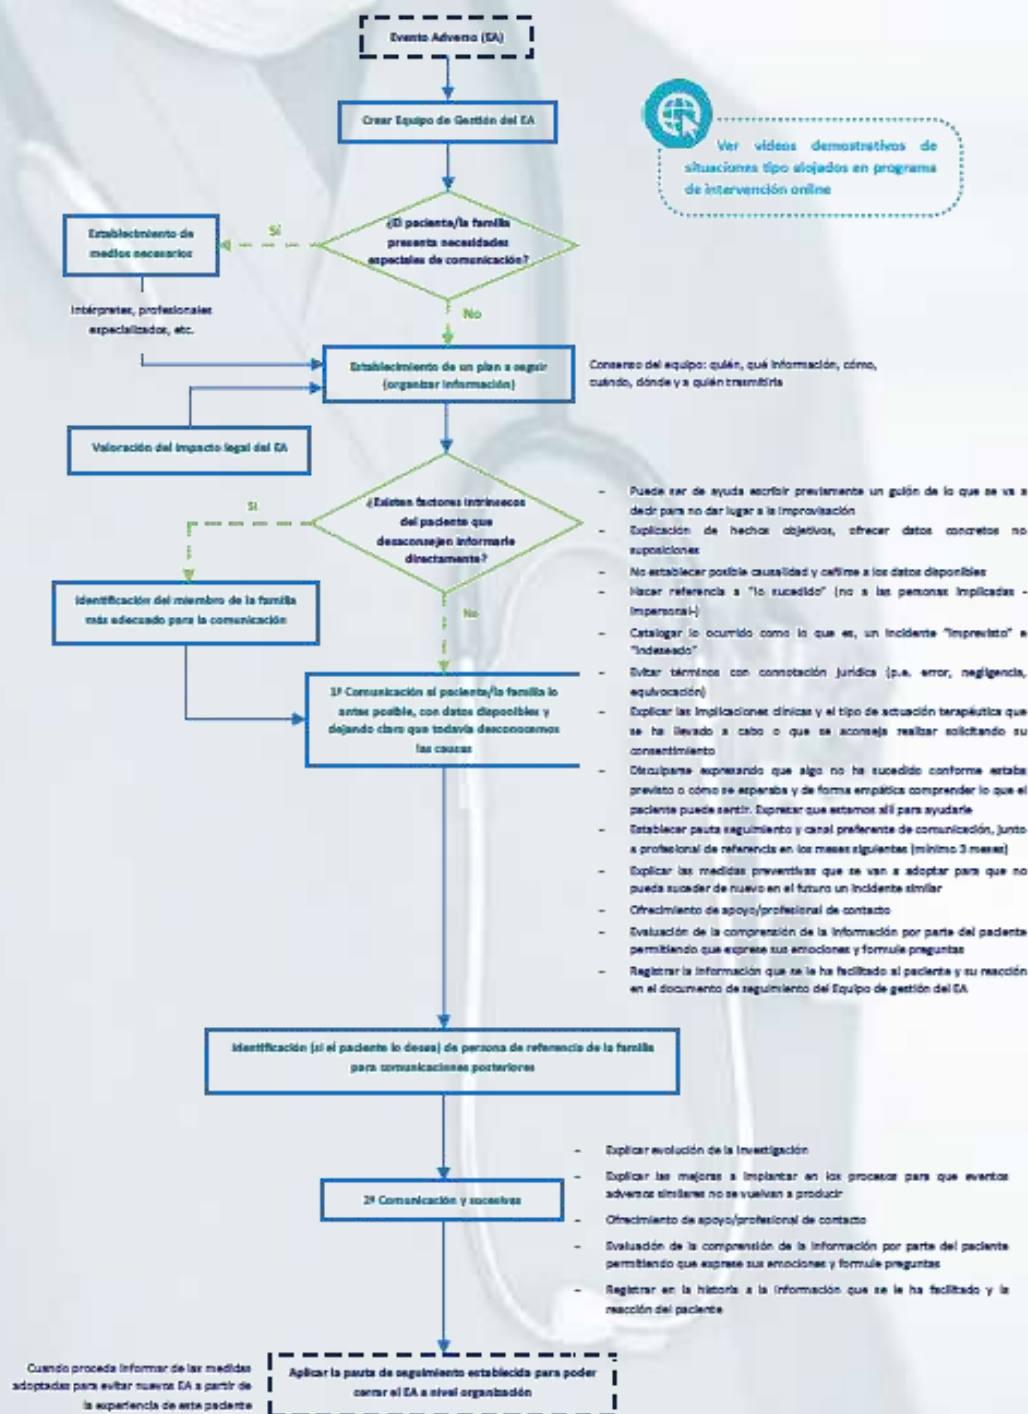 Evento Adverso (EA)
Crear Equipo de Gestión del EA
Ver vídeos demostrativos de
situaciones tipo alojados en programa
de intervención online
¿El paciente/la familia
presenta necesidades
especiales de comunicación?
Sí
Establecimiento de
medios necesarios
Intérpretes, profesionales
especializados, etc.
No
Establecimiento de un plan a seguir
(organizar información)
Consenso del equipo: quién, qué información, cómo,
cuándo, dónde y a quién trasmitirla
Valoración del impacto legal del EA
¿Existen factores intrínsecos
del paciente que
desaconsejen informarle
directamente?
Sí
Identificación del miembro de la familia
más adecuado para la comunicación
No
1ª Comunicación al paciente/la familia lo
antes posible, con datos disponibles y
dejando claro que todavía desconocemos
las causas
- Puede ser de ayuda escribir previamente un guión de lo que se va a
decir para no dar lugar a la improvisación
- Explicación de hechos objetivos, ofrecer datos concretos no
suposiciones
- No establecer posible causalidad y ceñirse a los datos disponibles
- Hacer referencia a "lo sucedido" (no a las personas implicadas -
impersonal-)
- Catalogar lo ocurrido como lo que es, un incidente "imprevisto" e
"indeseado"
- Evitar términos con connotación jurídica (p.e. error, negligencia,
equivocación)
- Explicar las implicaciones clínicas y el tipo de actuación terapéutica que
se ha llevado a cabo o que se aconseja realizar solicitando su
consentimiento
- Disculparse expresando que algo no ha sucedido conforme estaba
previsto o cómo se esperaba y de forma empática comprender lo que el
paciente puede sentir. Expresar que estamos allí para ayudarle
- Establecer pauta seguimiento y canal preferente de comunicación, junto
a profesional de referencia en los meses siguientes (mínimo 3 meses)
- Explicar las medidas preventivas que se van a adoptar para que no
pueda suceder de nuevo en el futuro un incidente similar
- Ofrecimiento de apoyo/profesional de contacto
- Evaluación de la comprensión de la información por parte del paciente
permitiendo que exprese sus emociones y formule preguntas
- Registrar la información que se le ha facilitado al paciente y su reacción
en el documento de seguimiento del Equipo de gestión del EA
Identificación (si el paciente lo desea) de persona de referencia de la familia
para comunicaciones posteriores
2ª Comunicación y sucesivas
- Explicar evolución de la investigación
- Explicar las mejoras a implantar en los procesos para que eventos
adversos similares no se vuelvan a producir
- Ofrecimiento de apoyo/profesional de contacto
- Evaluación de la comprensión de la información por parte del paciente
permitiendo que exprese sus emociones y formule preguntas
- Registrar en la historia a la información que se le ha facilitado y la
reacción del paciente
Cuando proceda informar de las medidas
adoptadas para evitar nuevos EA a partir de
la experiencia de este paciente
Aplicar la pauta de seguimiento establecida para poder
cerrar el EA a nivel organización